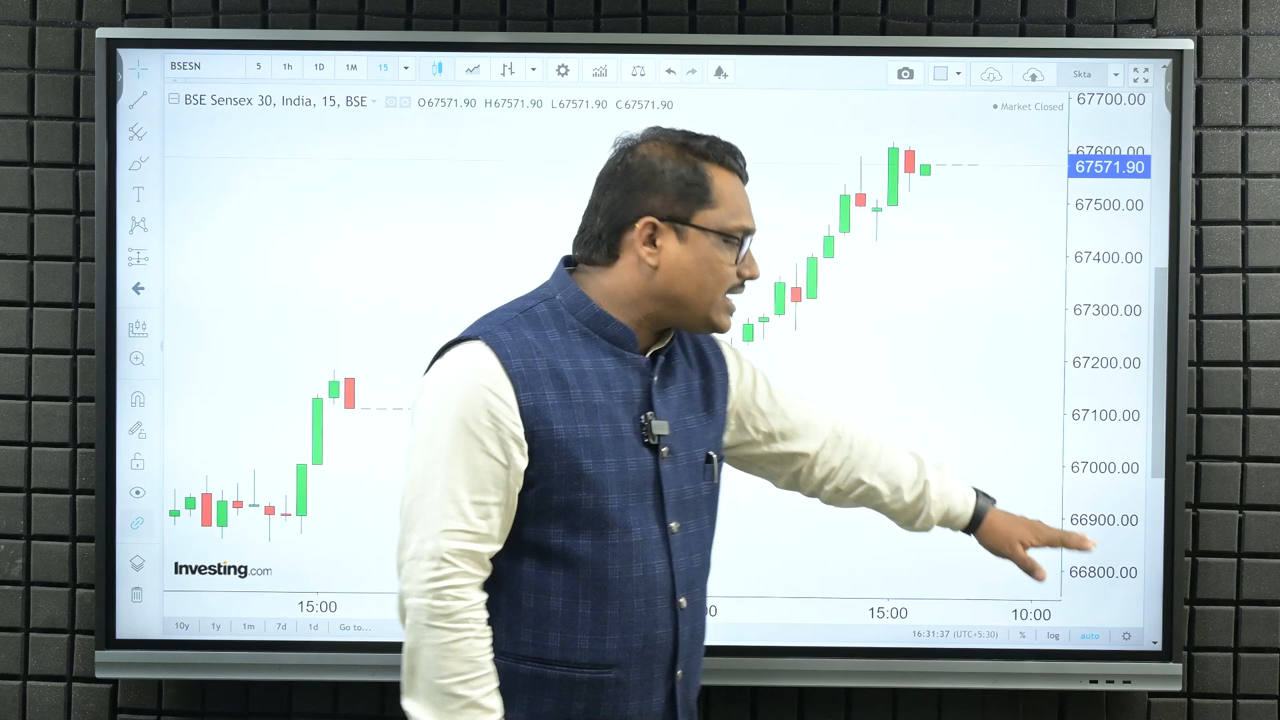 BSESN 5 1h 1D 1M 15 Skta
BSE Sensex 30, India, 15, BSE O67571.90 H67571.90 L67571.90 C67571.90 Market Closed
67700.00
67600.00
67571.90
67500.00
67400.00
67300.00
67200.00
67100.00
67000.00
66900.00
66800.00
T
Investing.com
15:00 00 15:00 10:00
10y 1y 1m 7d 1d Go to... 16:31:37 (UTC+5:30) % log auto